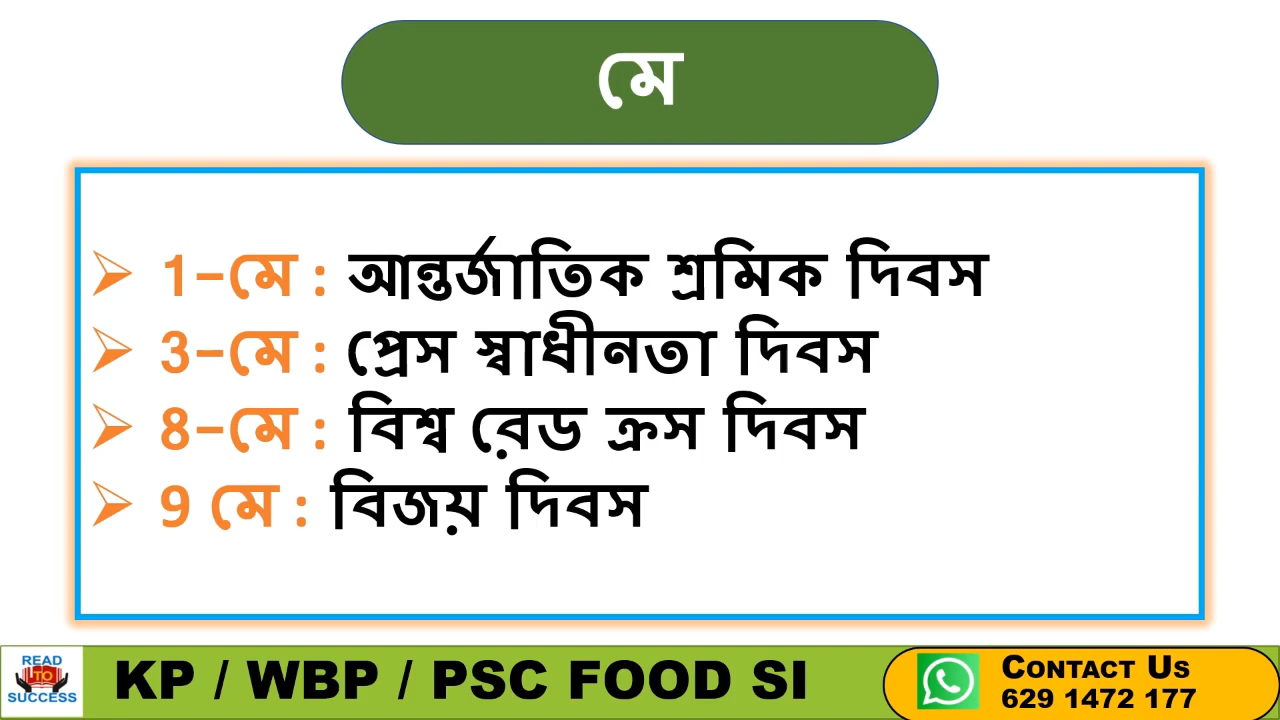 মে
1-মে : আন্তর্জাতিক শ্রমিক দিবস
3-মে : প্রেস স্বাধীনতা দিবস
8-মে : বিশ্ব রেড ক্রস দিবস
9 মে : বিজয় দিবস
READ
TO
SUCCESS
KP / WBP / PSC FOOD SI
CONTACT US
629 1472 177